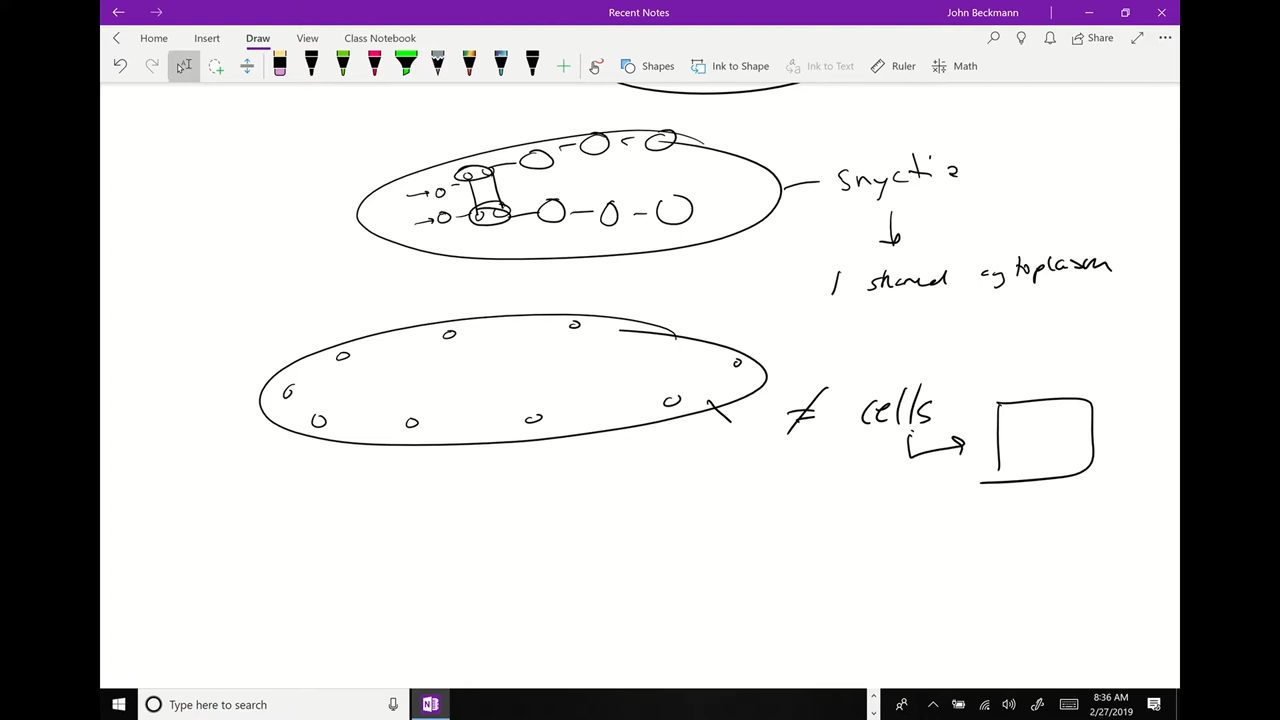 Recent Notes
John Beckmann
Home Insert Draw View Class Notebook
Share
Shapes Ink to Shape Ink to Text Ruler Math
snyctia
1 shared cytoplasm
≠ cells
Type here to search
8:36 AM
2/27/2019